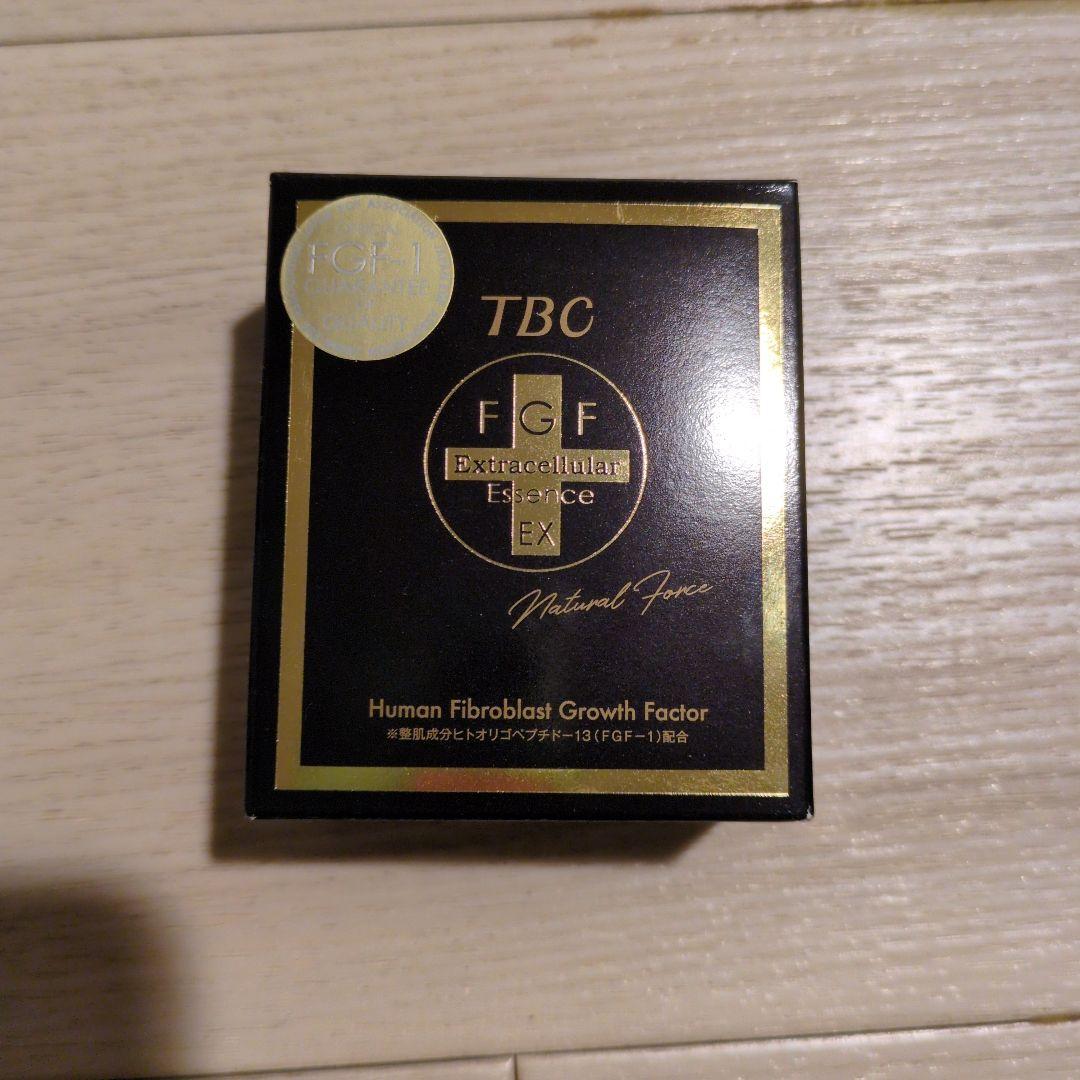 FGF-1
GUARANTEE
OF
QUALITY
TBC
FGF
Extracellular
Essence
EX
Natural Force
Human Fibroblast Growth Factor
※整肌成分ヒトオリゴペプチド-13(FGF-1)配合